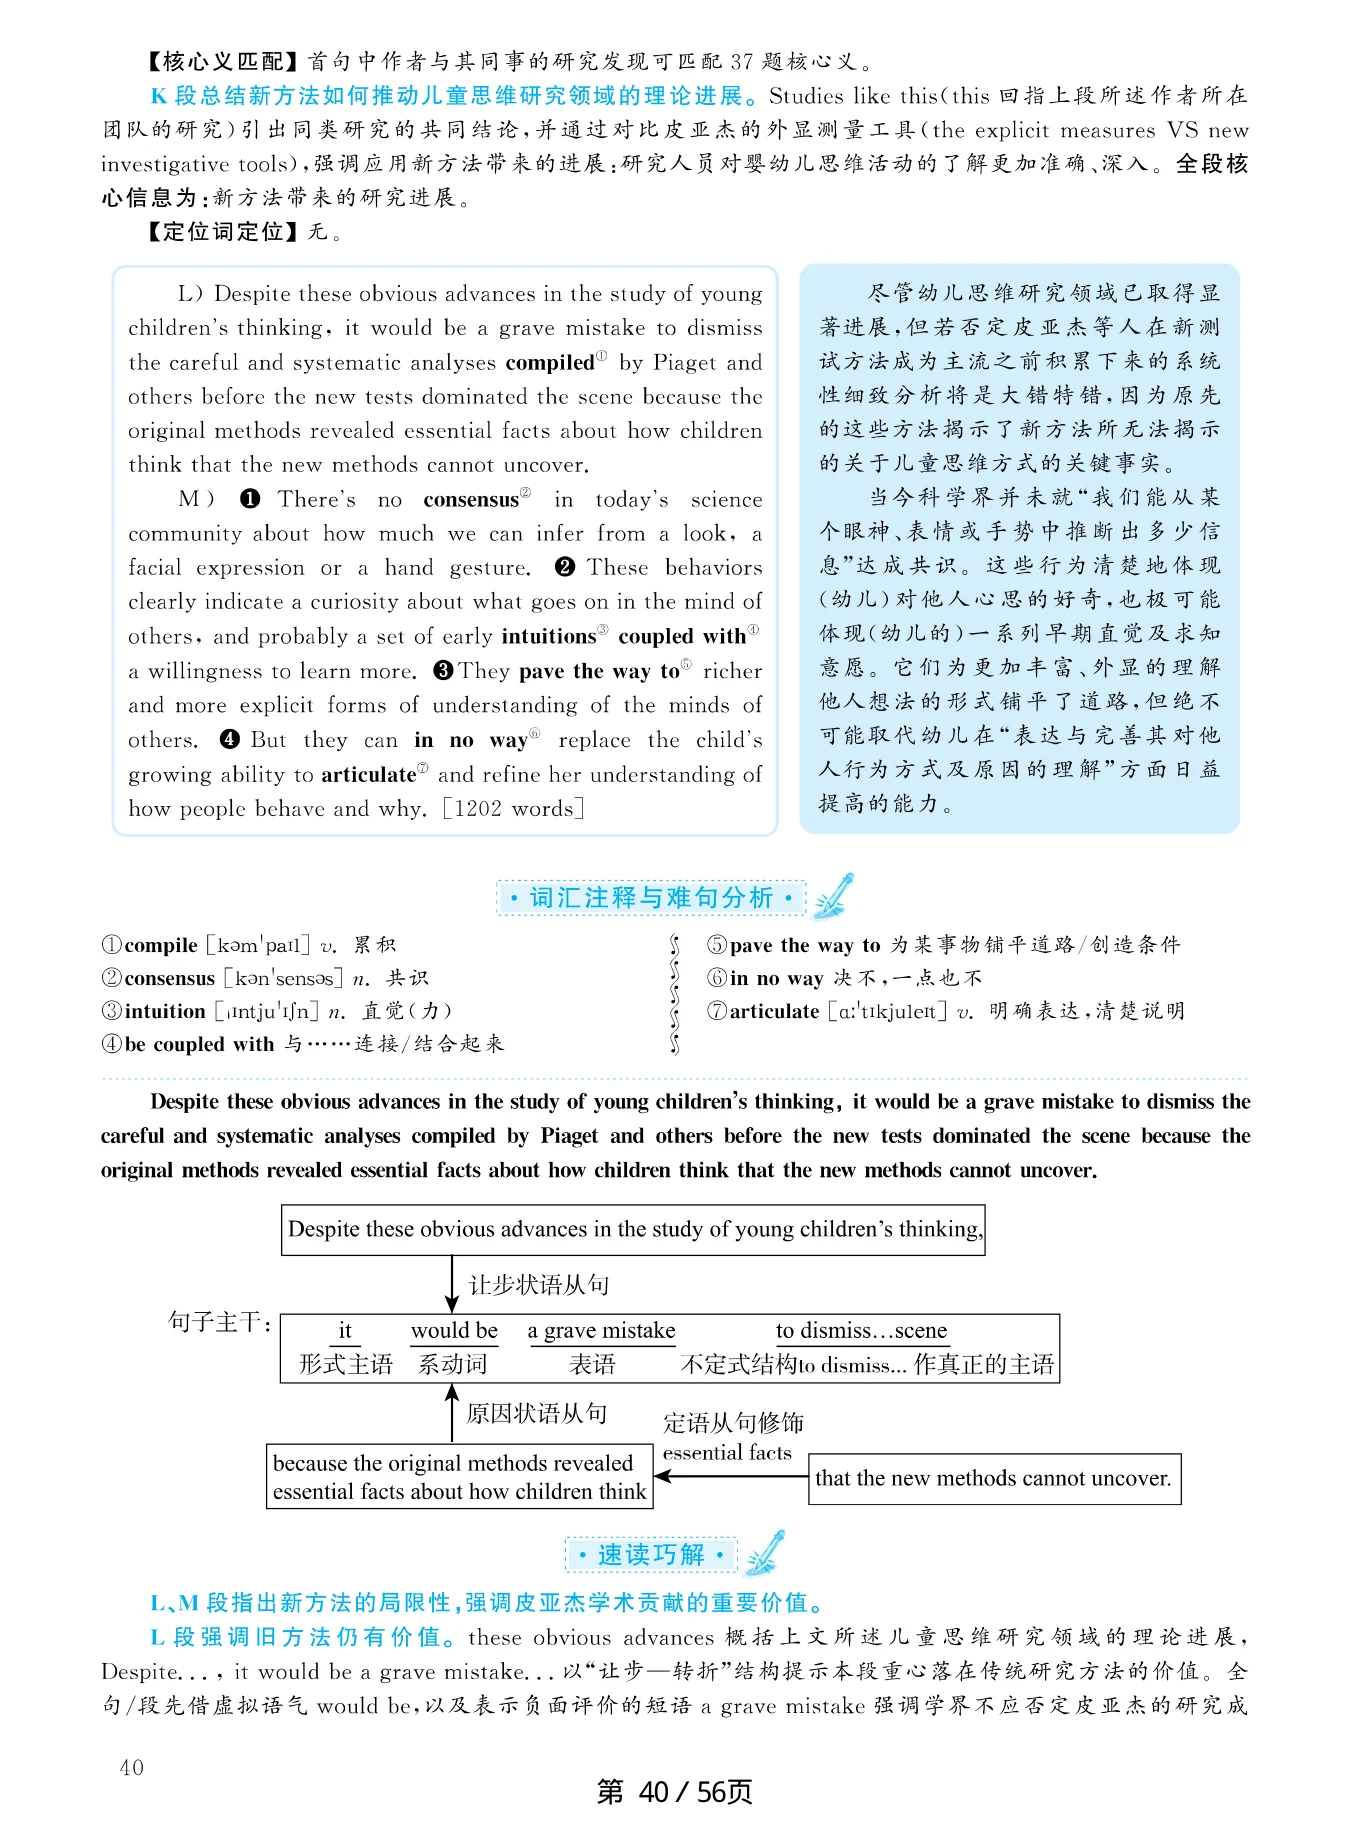 【核心义匹配】首句中作者与其同事的研究发现可匹配 37 题核心义。
K 段总结新方法如何推动儿童思维研究领域的理论进展。Studies like this(this 回指上段所述作者所在
团队的研究)引出同类研究的共同结论,并通过对比皮亚杰的外显测量工具(the explicit measures VS new
investigative tools),强调应用新方法带来的进展:研究人员对婴幼儿思维活动的了解更加准确、深入。全段核
心信息为:新方法带来的研究进展。
【定位词定位】无。
L) Despite these obvious advances in the study of young
children's thinking, it would be a grave mistake to dismiss
the careful and systematic analyses compiled① by Piaget and
others before the new tests dominated the scene because the
original methods revealed essential facts about how children
think that the new methods cannot uncover.
M) ❶ There's no consensus② in today's science
community about how much we can infer from a look, a
facial expression or a hand gesture. ❷ These behaviors
clearly indicate a curiosity about what goes on in the mind of
others, and probably a set of early intuitions③ coupled with④
a willingness to learn more. ❸They pave the way to⑤ richer
and more explicit forms of understanding of the minds of
others. ❹ But they can in no way⑥ replace the child's
growing ability to articulate⑦ and refine her understanding of
how people behave and why. [1202 words]
尽管幼儿思维研究领域已取得显
著进展,但若否定皮亚杰等人在新测
试方法成为主流之前积累下来的系统
性细致分析将是大错特错,因为原先
的这些方法揭示了新方法所无法揭示
的关于儿童思维方式的关键事实。
当今科学界并未就“我们能从某
个眼神、表情或手势中推断出多少信
息”达成共识。这些行为清楚地体现
(幼儿)对他人心思的好奇,也极可能
体现(幼儿的)一系列早期直觉及求知
意愿。它们为更加丰富、外显的理解
他人想法的形式铺平了道路,但绝不
可能取代幼儿在“表达与完善其对他
人行为方式及原因的理解”方面日益
提高的能力。
·词汇注释与难句分析·
①compile [kəm'paɪl] v. 累积
②consensus [kən'sensəs] n. 共识
③intuition [ˌɪntju'ɪʃn] n. 直觉(力)
④be coupled with 与……连接/结合起来
⑤pave the way to 为某事物铺平道路/创造条件
⑥in no way 决不,一点也不
⑦articulate [ɑː'tɪkjuleɪt] v. 明确表达,清楚说明
Despite these obvious advances in the study of young children's thinking, it would be a grave mistake to dismiss the
careful and systematic analyses compiled by Piaget and others before the new tests dominated the scene because the
original methods revealed essential facts about how children think that the new methods cannot uncover.
Despite these obvious advances in the study of young children's thinking,
让步状语从句
句子主干:
it would be a grave mistake to dismiss…scene
形式主语 系动词 表语 不定式结构to dismiss... 作真正的主语
原因状语从句
定语从句修饰
essential facts
because the original methods revealed
essential facts about how children think
that the new methods cannot uncover.
·速读巧解·
L、M 段指出新方法的局限性,强调皮亚杰学术贡献的重要价值。
L 段强调旧方法仍有价值。these obvious advances 概括上文所述儿童思维研究领域的理论进展,
Despite..., it would be a grave mistake...以“让步—转折”结构提示本段重心落在传统研究方法的价值。全
句/段先借虚拟语气 would be,以及表示负面评价的短语 a grave mistake 强调学界不应否定皮亚杰的研究成
40
第 40 / 56页